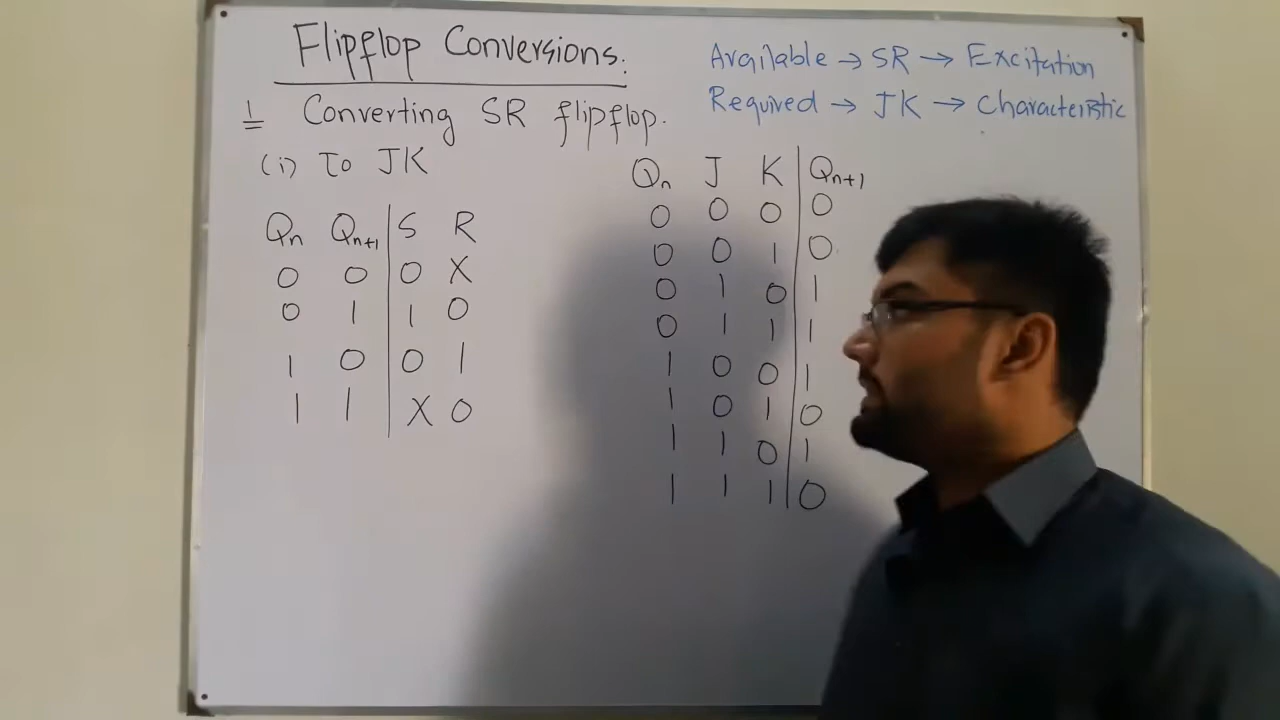 Flipflop Conversions:
1 Converting SR flipflop.
(i) To JK
Available → SR → Excitation
Required → JK → Characteristic
Qn Qn+1 S R
0 0 0 X
0 1 1 0
1 0 0 1
1 1 X 0
Qn J K Qn+1
0 0 0 0
0 0 1 0
0 1 0 1
0 1 1 1
1 0 0 1
1 0 1 0
1 1 0 1
1 1 1 0